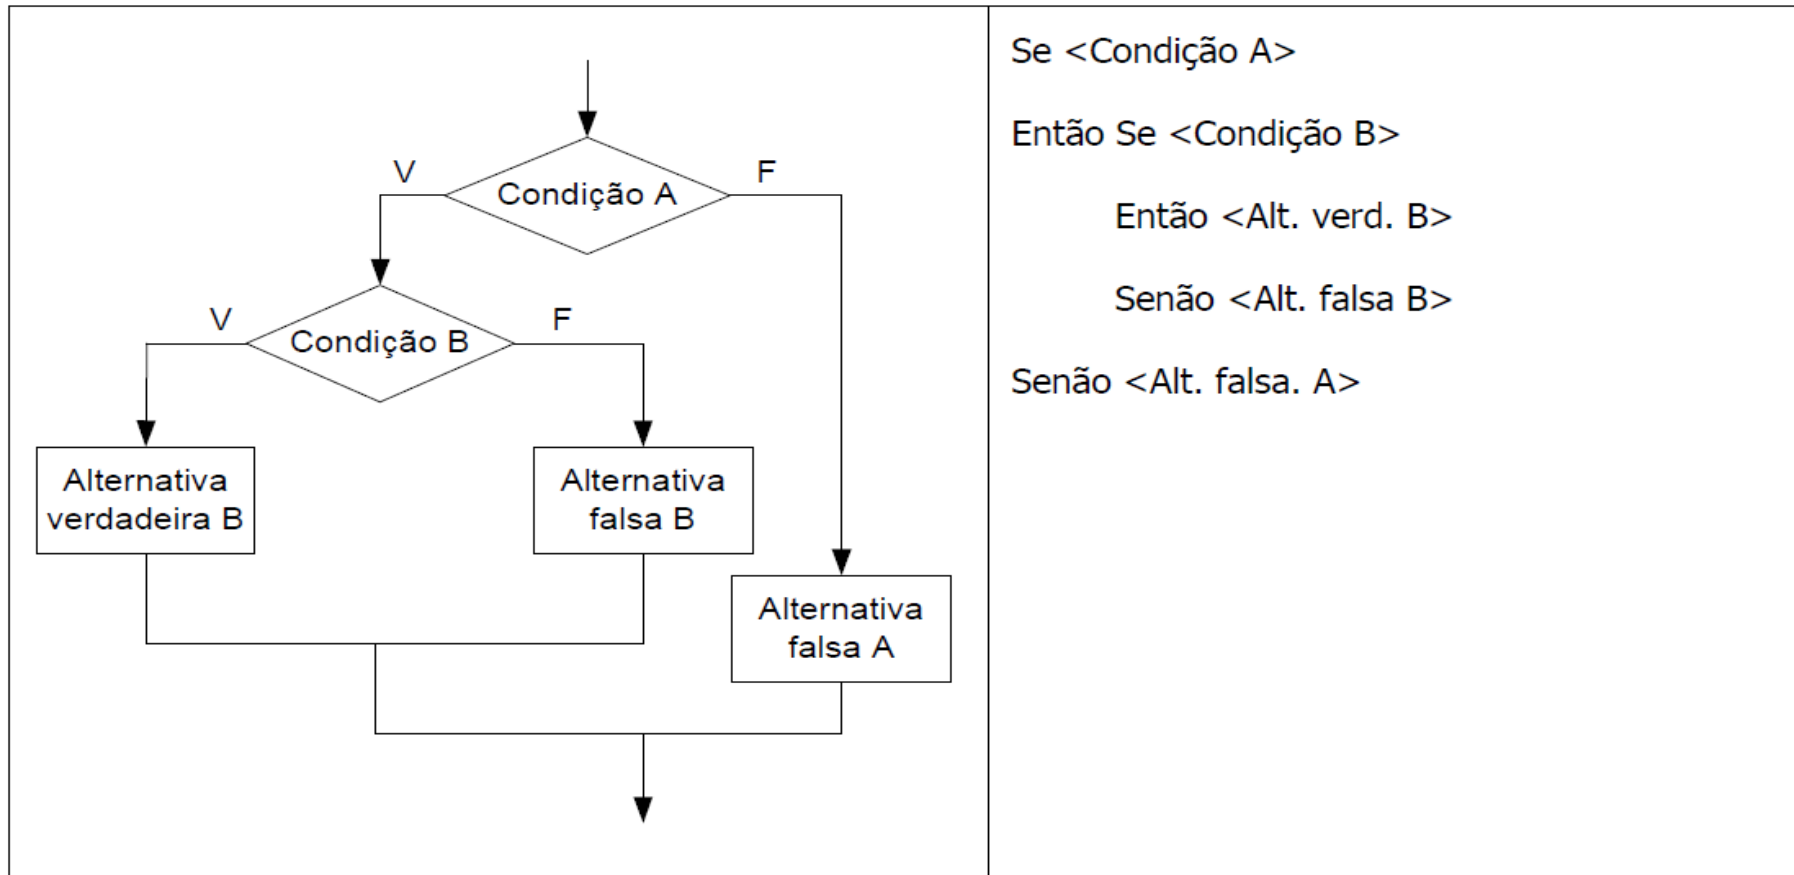 V
F
Condição A
V
F
Condição B
Alternativa
verdadeira B
Alternativa
falsa B
Alternativa
falsa A
Se <Condição A>
Então Se <Condição B>
Então <Alt. verd. B>
Senão <Alt. falsa B>
Senão <Alt. falsa. A>